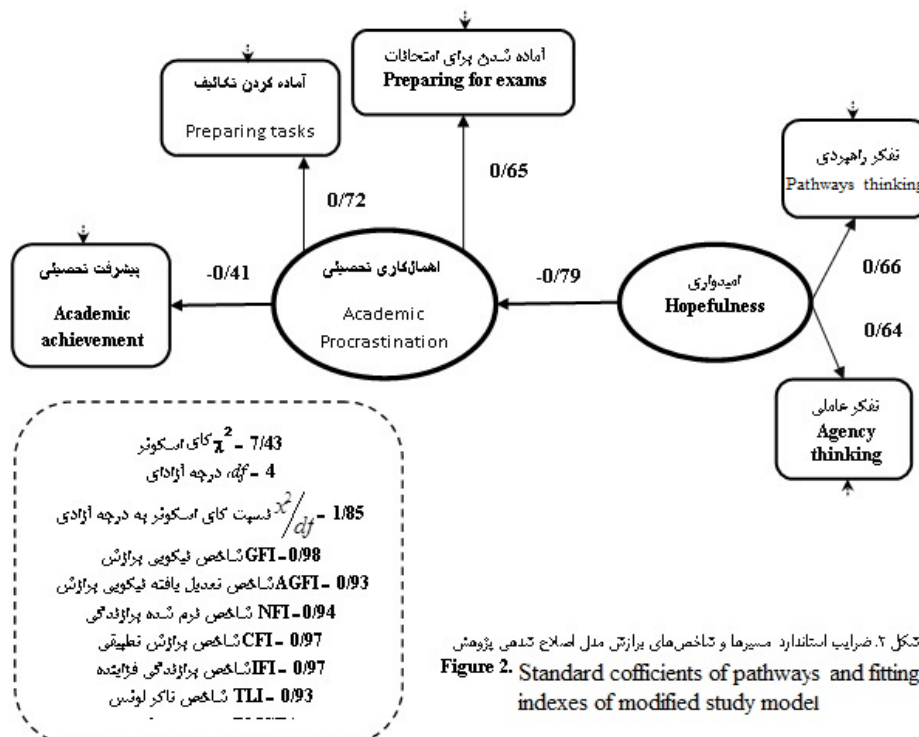 آماده شدن برای امتحانات
Preparing for exams
آماده کردن تکالیف
Preparing tasks
0/72
0/65
تفکر راهبردی
Pathways thinking
0/66
0/64
پیشرفت تحصیلی
Academic
achievement
-0/41
اهمال‌کاری تحصیلی
Academic
Procrastination
-0/79
امیدواری
Hopefulness
تفکر عاملی
Agency
thinking
کای اسکوئر χ² - 7/43
درجه آزادای ,df - 4
نسبت کای اسکوئر به درجه آزادی x²/df - 1/85
GFI - 0/98 شاخص نیکویی برازش
AGFI - 0/93 شاخص تعدیل یافته نیکویی برازش
NFI - 0/94 شاخص نرم شده برازندگی
CFI - 0/97 شاخص برازش تطبیقی
IFI - 0/97 شاخص برازندگی فزاینده
TLI - 0/93 شاخص تاکر لوئس
شکل ۲. ضرایب استاندارد مسیرها و شاخص‌های برازش مدل اصلاح شده‌ی پژوهش
Figure 2. Standard cofficients of pathways and fitting
indexes of modified study model